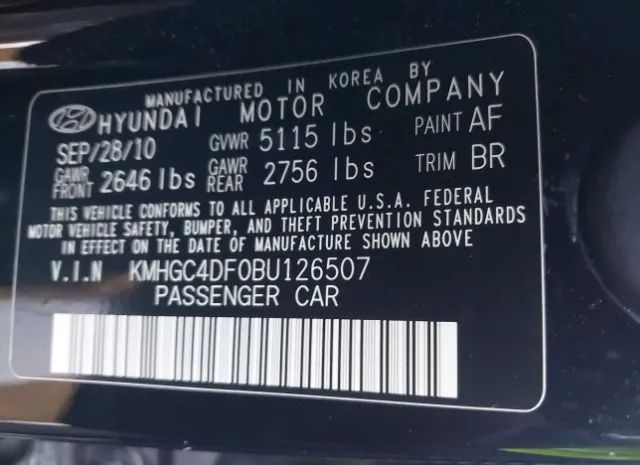 MANUFACTURED IN KOREA BY
HYUNDAI MOTOR COMPANY
SEP/28/10 GVWR 5115 lbs PAINT AF
GAWR FRONT 2646 lbs GAWR REAR 2756 lbs TRIM BR
THIS VEHICLE CONFORMS TO ALL APPLICABLE U.S.A. FEDERAL
MOTOR VEHICLE SAFETY, BUMPER, AND THEFT PREVENTION STANDARDS
IN EFFECT ON THE DATE OF MANUFACTURE SHOWN ABOVE
V.I.N KMHGC4DF0BU126507
PASSENGER CAR